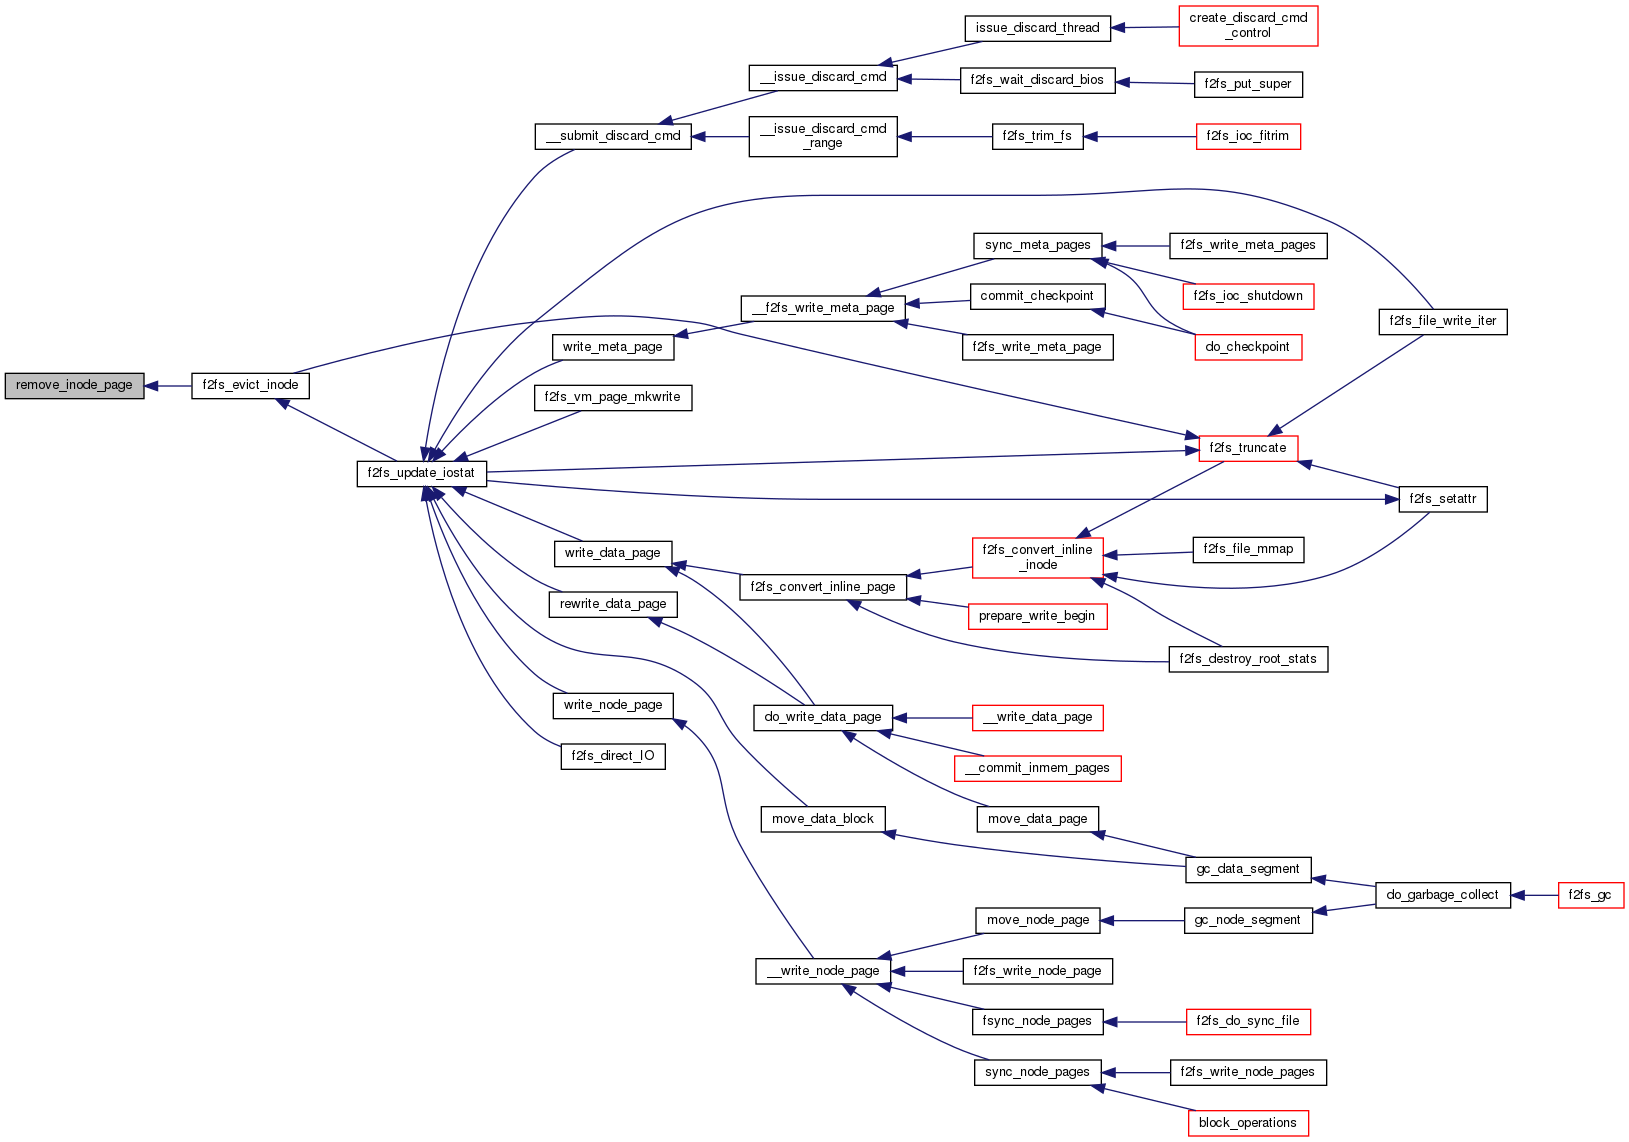 issue_discard_thread
create_discard_cmd
_control
__issue_discard_cmd
f2fs_wait_discard_bios
f2fs_put_super
__submit_discard_cmd
__issue_discard_cmd
_range
f2fs_trim_fs
f2fs_ioc_fitrim
sync_meta_pages
f2fs_write_meta_pages
commit_checkpoint
f2fs_ioc_shutdown
__f2fs_write_meta_page
f2fs_file_write_iter
write_meta_page
f2fs_write_meta_page
do_checkpoint
remove_inode_page
f2fs_evict_inode
f2fs_vm_page_mkwrite
f2fs_truncate
f2fs_update_iostat
f2fs_setattr
write_data_page
f2fs_convert_inline
_inode
f2fs_file_mmap
f2fs_convert_inline_page
rewrite_data_page
prepare_write_begin
f2fs_destroy_root_stats
write_node_page
do_write_data_page
__write_data_page
f2fs_direct_IO
__commit_inmem_pages
move_data_block
move_data_page
gc_data_segment
do_garbage_collect
f2fs_gc
move_node_page
gc_node_segment
__write_node_page
f2fs_write_node_page
fsync_node_pages
f2fs_do_sync_file
sync_node_pages
f2fs_write_node_pages
block_operations